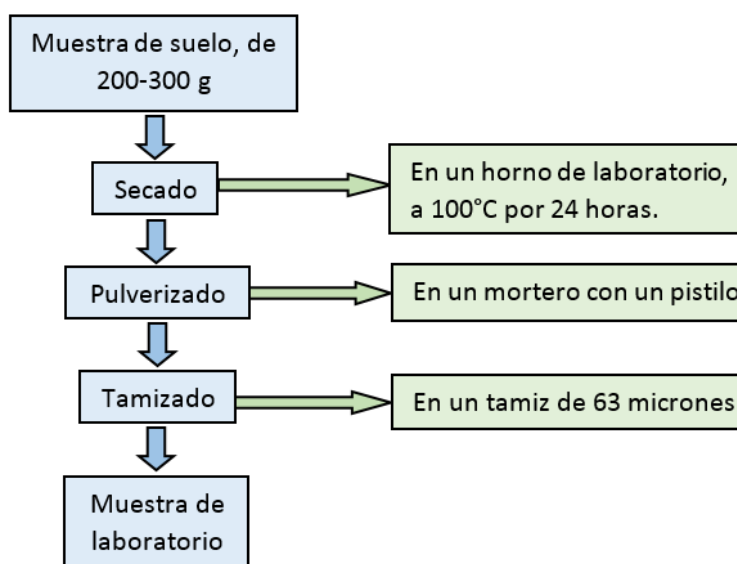 Muestra de suelo, de
200-300 g
Secado
En un horno de laboratorio,
a 100°C por 24 horas.
Pulverizado
En un mortero con un pistilo
Tamizado
En un tamiz de 63 micrones
Muestra de
laboratorio